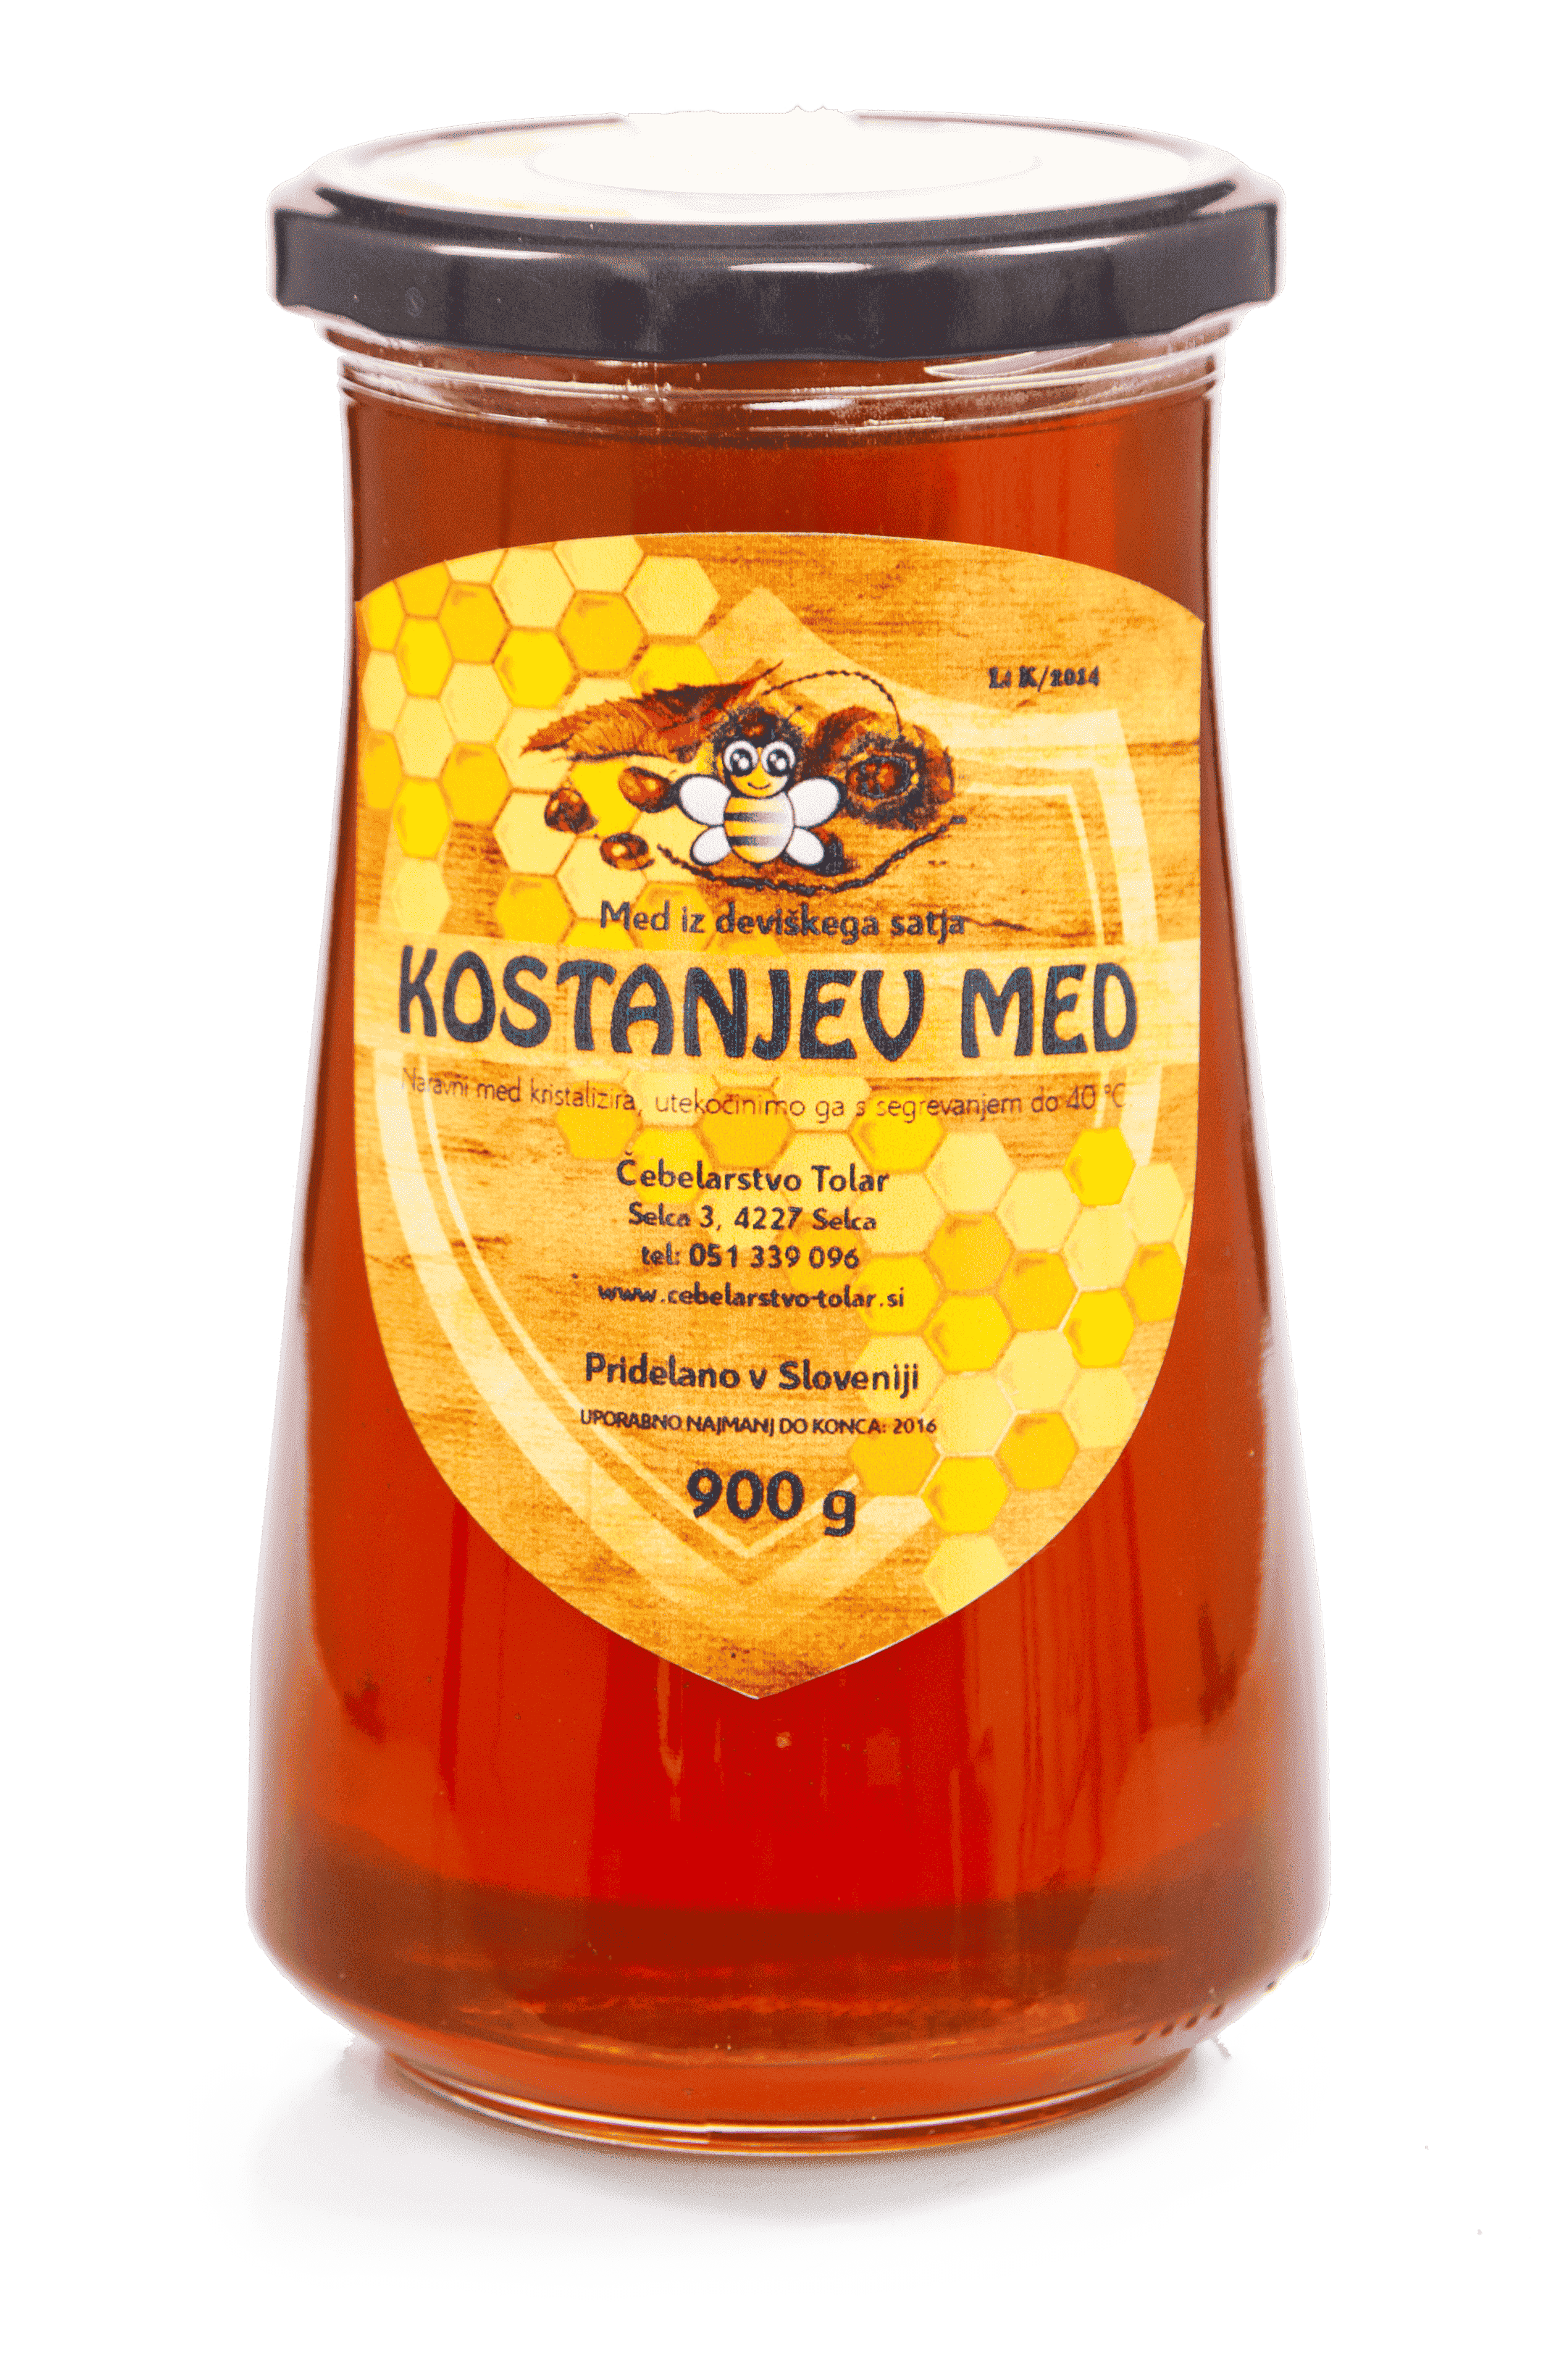 L: K/2014
Med iz deviškega satja
KOSTANJEV MED
Naravni med kristalizira, utekočinimo ga s segrevanjem do 40 °C.
Čebelarstvo Tolar
Selca 3, 4227 Selca
tel: 051 339 096
www.cebelarstvo-tolar.si
Pridelano v Sloveniji
UPORABNO NAJMANJ DO KONCA: 2016
900 g